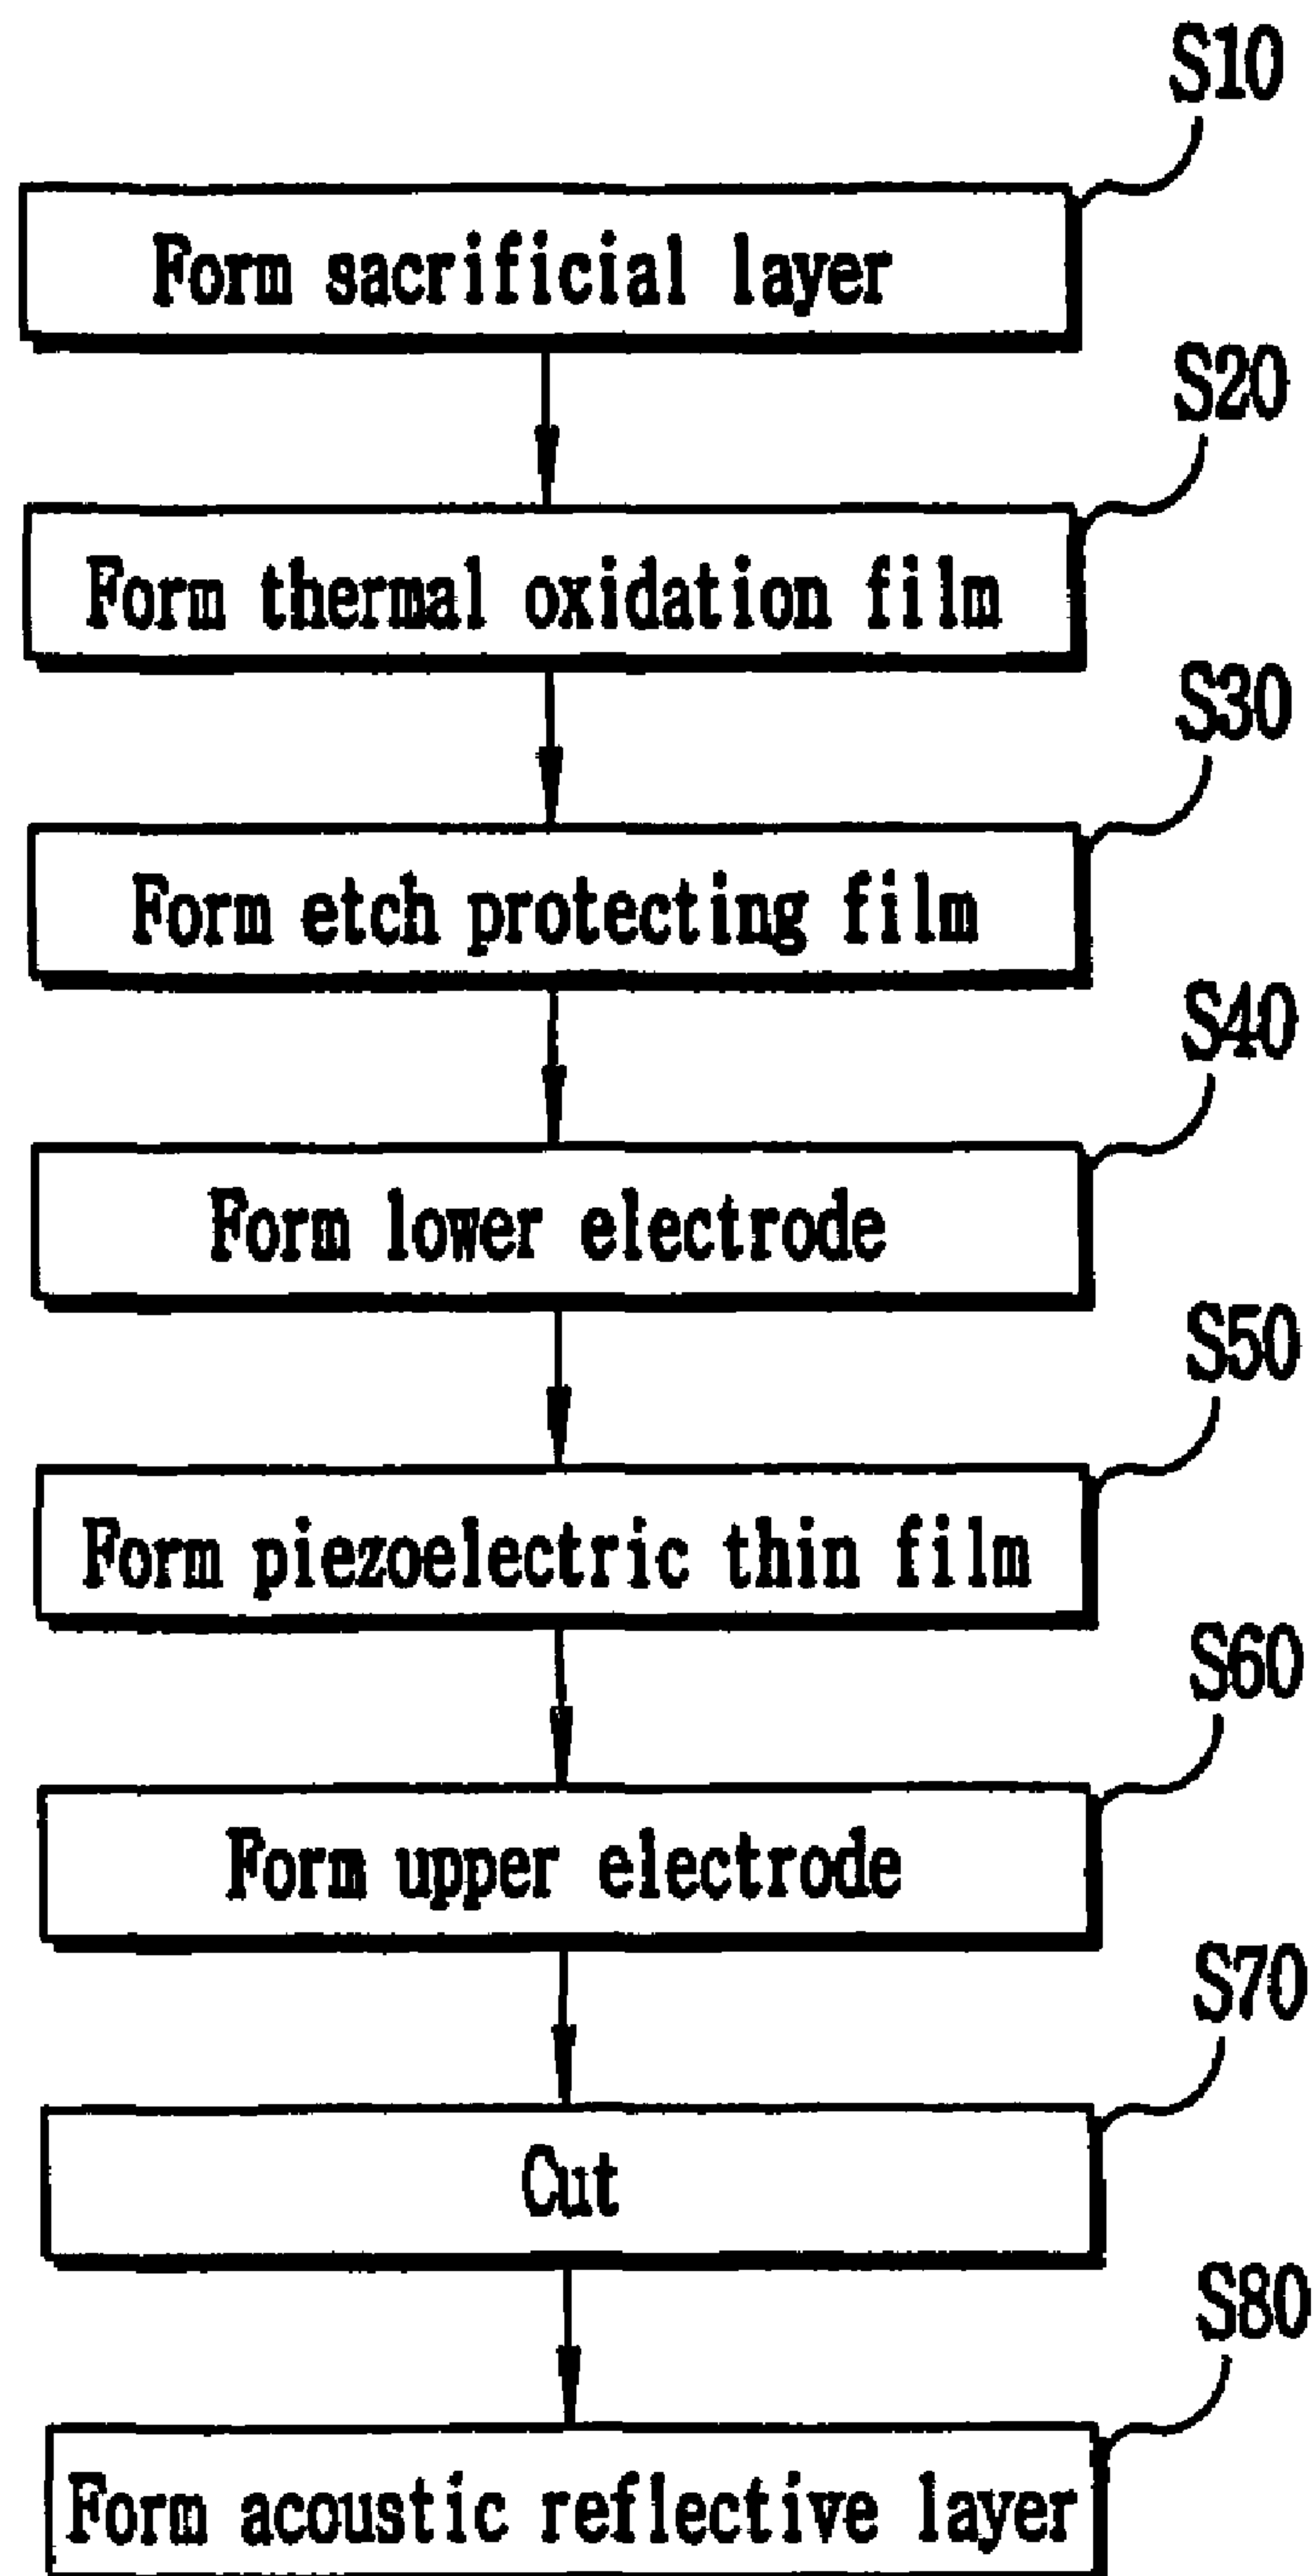 S10
Form sacrificial layer
S20
Form thermal oxidation film
S30
Form etch protecting film
S40
Form lower electrode
S50
Form piezoelectric thin film
S60
Form upper electrode
S70
Cut
S80
Form acoustic reflective layer